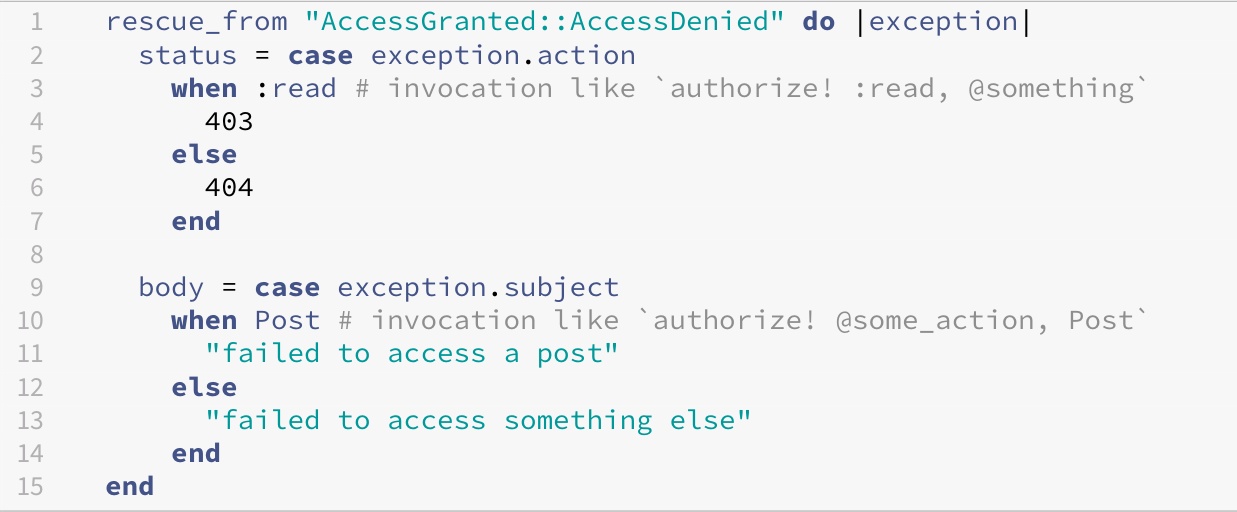 1 rescue_from "AccessGranted::AccessDenied" do |exception|
2 status = case exception.action
3 when :read # invocation like `authorize! :read, @something`
4 403
5 else
6 404
7 end
8
9 body = case exception.subject
10 when Post # invocation like `authorize! @some_action, Post`
11 "failed to access a post"
12 else
13 "failed to access something else"
14 end
15 end